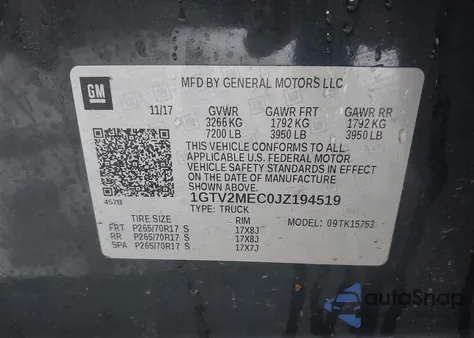 GM
MFD BY GENERAL MOTORS LLC
11/17 GVWR GAWR FRT GAWR RR
3266 KG 1792 KG 1792 KG
7200 LB 3950 LB 3950 LB
THIS VEHICLE CONFORMS TO ALL
APPLICABLE U.S. FEDERAL MOTOR
VEHICLE SAFETY STANDARDS IN EFFECT
ON THE DATE OF MANUFACTURE
SHOWN ABOVE.
1GTV2MEC0JZ194519
457B TYPE: TRUCK
TIRE SIZE RIM MODEL: 09TK15753
FRT P265/70R17 S 17X8J
RR P265/70R17 S 17X8J
SPA P265/70R17 S 17X7J
autoSnap